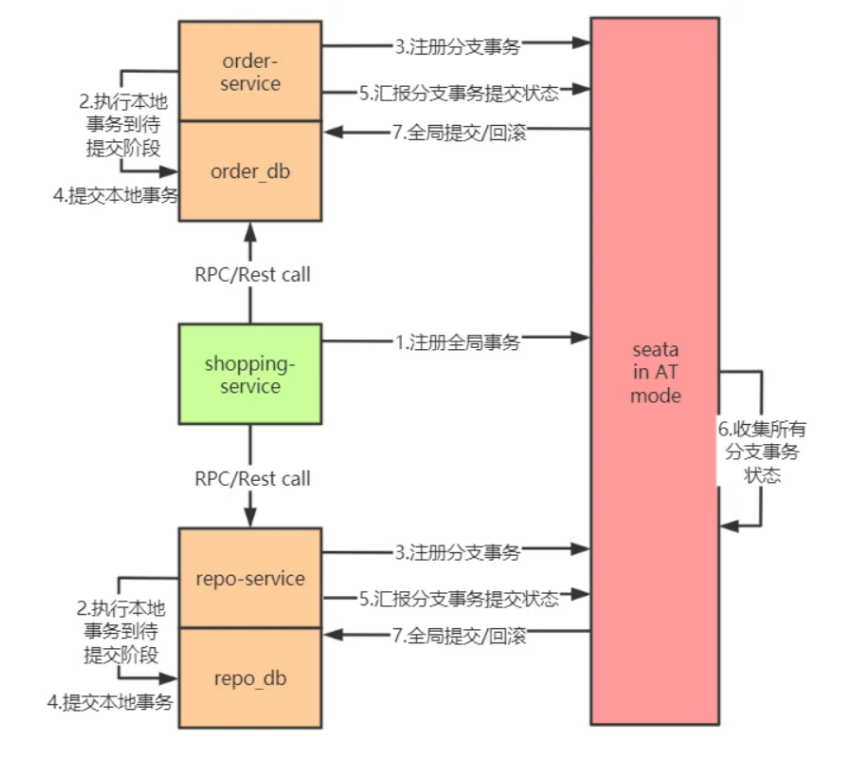 order-
service
3.注册分支事务
5.汇报分支事务提交状态
2.执行本地
事务到待
提交阶段
7.全局提交/回滚
order_db
4.提交本地事务
RPC/Rest call
shopping-
service
1.注册全局事务
seata
in AT
mode
6.收集所有
分支事务
状态
RPC/Rest call
repo-service
3.注册分支事务
5.汇报分支事务提交状态
2.执行本地
事务到待
提交阶段
7.全局提交/回滚
repo_db
4.提交本地事务